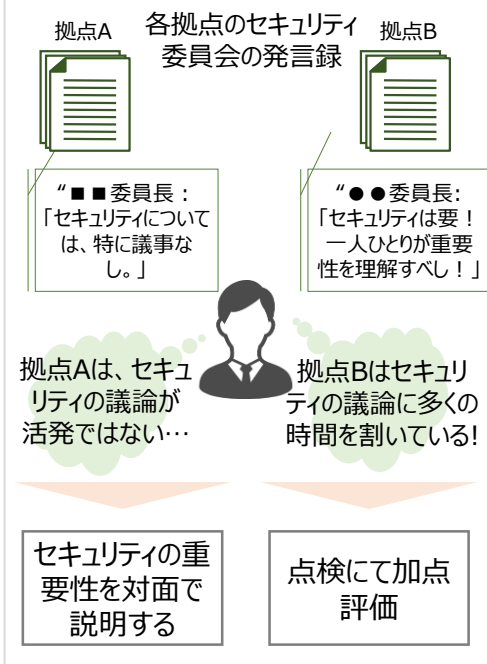 拠点A
各拠点のセキュリティ
委員会の発言録
拠点B
“■■委員長：
「セキュリティについて
は、特に議事な
し。」
“●●委員長:
「セキュリティは要！
一人ひとりが重要
性を理解すべし！」
拠点Aは、セキュ
リティの議論が
活発ではない…
拠点Bはセキュリ
ティの議論に多くの
時間を割いている!
セキュリティの重
要性を対面で
説明する
点検にて加点
評価